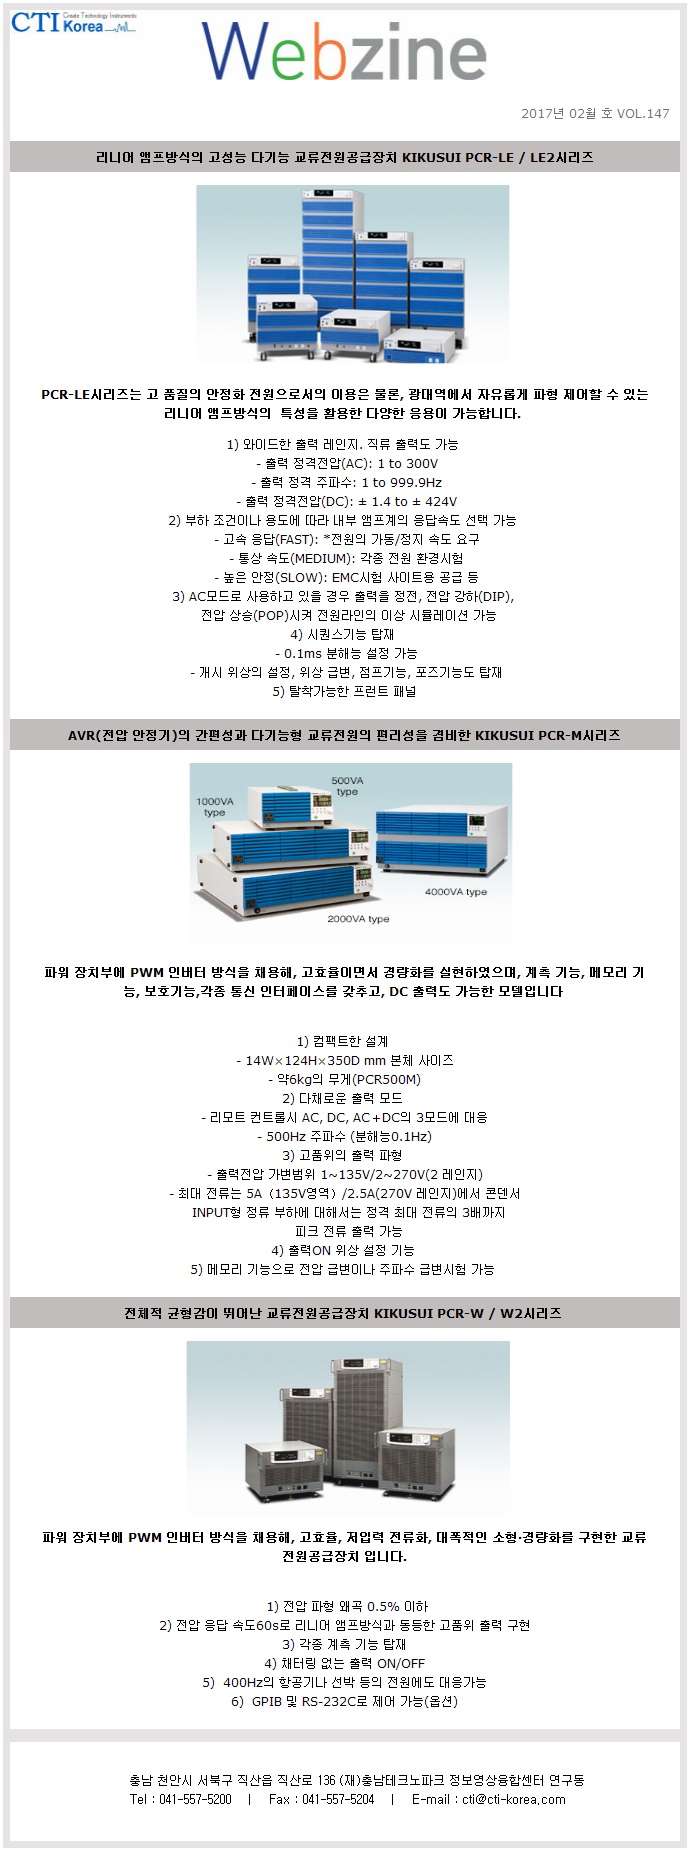 CTI Create Technology Instruments
Korea
Webzine
2017년 02월 호 VOL.147
리니어 앰프방식의 고성능 다기능 교류전원공급장치 KIKUSUI PCR-LE / LE2시리즈
PCR-LE시리즈는 고 품질의 안정화 전원으로서의 이용은 물론, 광대역에서 자유롭게 파형 제어할 수 있는
리니어 앰프방식의 특성을 활용한 다양한 응용이 가능합니다.
1) 와이드한 출력 레인지. 직류 출력도 가능
- 출력 정격전압(AC): 1 to 300V
- 출력 정격 주파수: 1 to 999.9Hz
- 출력 정격전압(DC): ± 1.4 to ± 424V
2) 부하 조건이나 용도에 따라 내부 앰프계의 응답속도 선택 가능
- 고속 응답(FAST): *전원의 가동/정지 속도 요구
- 통상 속도(MEDIUM): 각종 전원 환경시험
- 높은 안정(SLOW): EMC시험 사이트용 공급 등
3) AC모드로 사용하고 있을 경우 출력을 정전, 전압 강하(DIP),
전압 상승(POP)시켜 전원라인의 이상 시뮬레이션 가능
4) 시퀀스기능 탑재
- 0.1ms 분해능 설정 가능
- 개시 위상의 설정, 위상 급변, 점프기능, 포즈기능도 탑재
5) 탈착가능한 프런트 패널
AVR(전압 안정기)의 간편성과 다기능형 교류전원의 편리성을 겸비한 KIKUSUI PCR-M시리즈
500VA
type
1000VA
type
4000VA type
2000VA type
파워 장치부에 PWM 인버터 방식을 채용해, 고효율이면서 경량화를 실현하였으며, 계측 기능, 메모리 기
능, 보호기능,각종 통신 인터페이스를 갖추고, DC 출력도 가능한 모델입니다
1) 컴팩트한 설계
- 14W×124H×350D mm 본체 사이즈
- 약6kg의 무게(PCR500M)
2) 다채로운 출력 모드
- 리모트 컨트롤시 AC, DC, AC+DC의 3모드에 대응
- 500Hz 주파수 (분해능0.1Hz)
3) 고품위의 출력 파형
- 출력전압 가변범위 1~135V/2~270V(2 레인지)
- 최대 전류는 5A（135V영역）/2.5A(270V 레인지)에서 콘덴서
INPUT형 정류 부하에 대해서는 정격 최대 전류의 3배까지
피크 전류 출력 가능
4) 출력ON 위상 설정 기능
5) 메모리 기능으로 전압 급변이나 주파수 급변시험 가능
전체적 균형감이 뛰어난 교류전원공급장치 KIKUSUI PCR-W / W2시리즈
파워 장치부에 PWM 인버터 방식을 채용해, 고효율, 저입력 전류화, 대폭적인 소형·경량화를 구현한 교류
전원공급장치 입니다.
1) 전압 파형 왜곡 0.5% 이하
2) 전압 응답 속도60s로 리니어 앰프방식과 동등한 고품위 출력 구현
3) 각종 계측 기능 탑재
4) 채터링 없는 출력 ON/OFF
5) 400Hz의 항공기나 선박 등의 전원에도 대응가능
6) GPIB 및 RS-232C로 제어 가능(옵션)
충남 천안시 서북구 직산읍 직산로 136 (재)충남테크노파크 정보영상융합센터 연구동
Tel : 041-557-5200 | Fax : 041-557-5204 | E-mail : cti@cti-korea.com